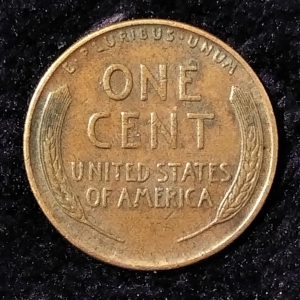 E·PLURIBUS·UNUM
ONE
CENT
UNITED STATES
OF AMERICA